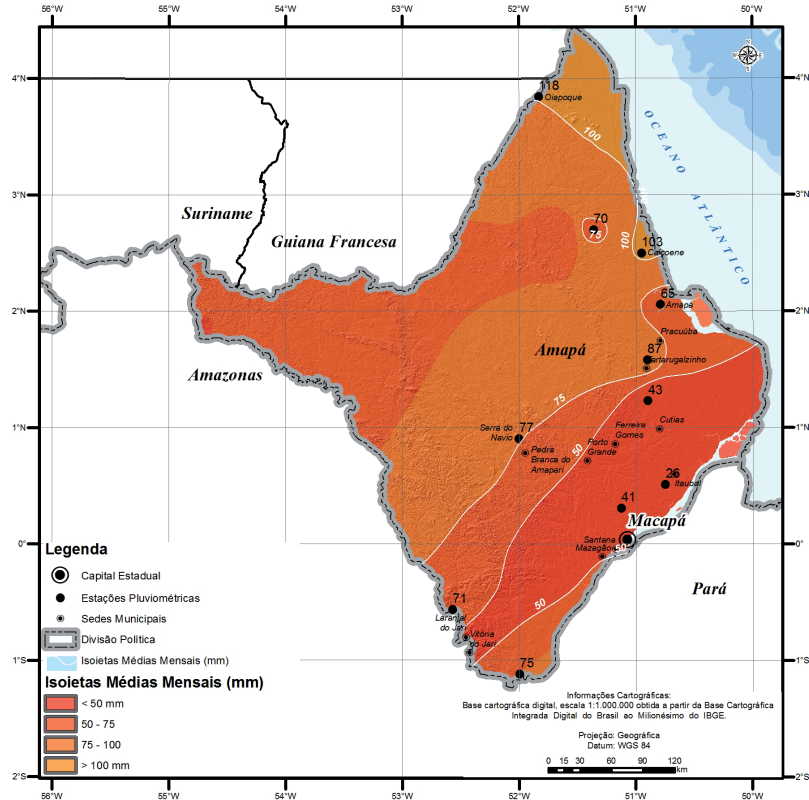 56°W 55°W 54°W 53°W 52°W 51°W 50°W
N
W E
S
4°N 4°N
118
Oiapoque
100
OCEANO ATLÂNTICO
3°N 3°N
Suriname
Guiana Francesa
70
75
100
103
Calçoene
2°N 2°N
65
Amapá
Pracuúba
87
Tartarugalzinho
Amapá
Amazonas
75
43
1°N 1°N
Serra do
Navio
77
Pedra
Branca do
Amapari
50
Porto
Grande
Ferreira
Gomes
Cutias
26
Itaubal
41
Macapá
Santana
Mazagão
50
0° 0°
Pará
71
Laranjal
do Jari
Vitória
do Jari
50
75
1°S 1°S
Legenda
Capital Estadual
Estações Pluviométricas
Sedes Municipais
Divisão Política
Isoietas Médias Mensais (mm)
Isoietas Médias Mensais (mm)
< 50 mm
50 - 75
75 - 100
> 100 mm
Informações Cartográficas:
Base cartográfica digital, escala 1:1.000.000 obtida a partir da Base Cartográfica
Integrada Digital do Brasil ao Milionésimo do IBGE.
Projeção: Geográfica
Datum: WGS 84
0 15 30 60 90 120
km
2°S 2°S
56°W 55°W 54°W 53°W 52°W 51°W 50°W